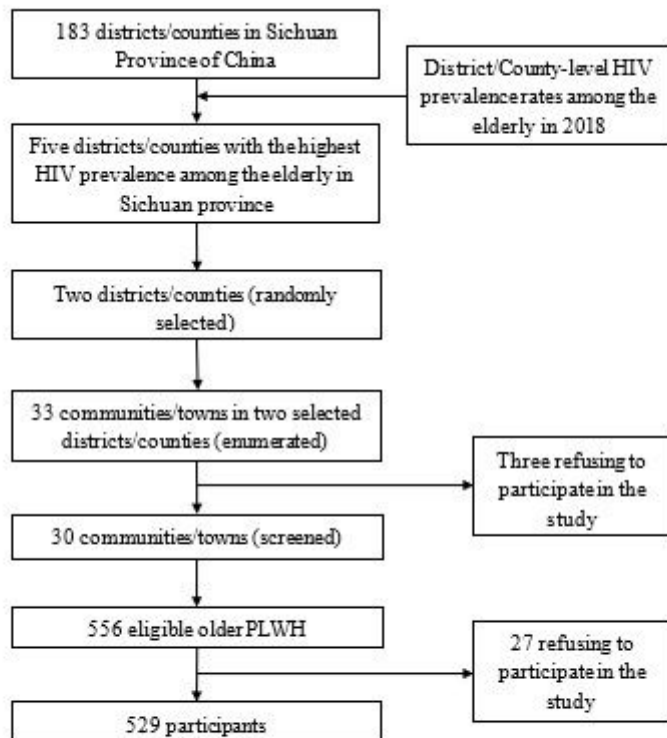 183 districts/counties in Sichuan
Province of China
District/County-level HIV
prevalence rates among the
elderly in 2018
Five districts/counties with the highest
HIV prevalence among the elderly in
Sichuan province
Two districts/counties (randomly
selected)
33 communities/towns in two selected
districts/counties (enumerated)
Three refusing to
participate in the
study
30 communities/towns (screened)
556 eligible older PLWH
27 refusing to
participate in the
study
529 participants